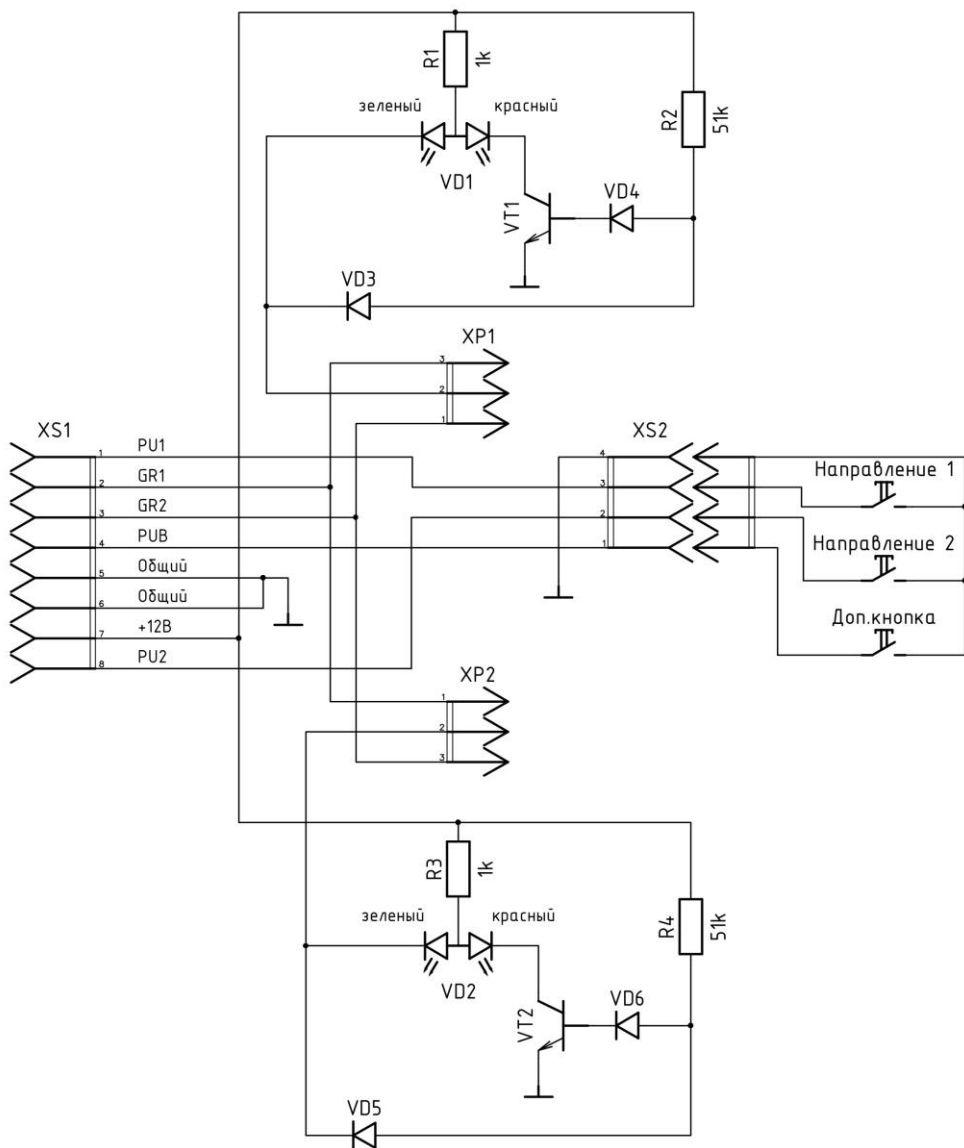 R1
1k
зеленый
красный
VD1
R2
51k
VT1
VD4
VD3
XP1
3
2
1
XS1
1
PU1
2
GR1
3
GR2
4
PUB
5
Общий
6
Общий
7
+12В
8
PU2
XS2
4
3
2
1
Направление 1
Направление 2
Доп.кнопка
XP2
1
2
3
R3
1k
зеленый
красный
VD2
R4
51k
VT2
VD6
VD5